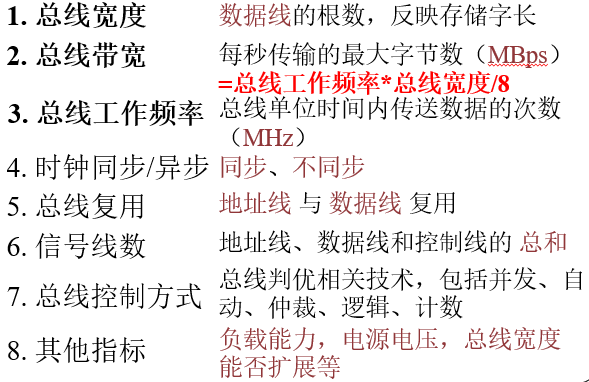 1. 总线宽度 数据线的根数，反映存储字长
2. 总线带宽 每秒传输的最大字节数（MBps）
=总线工作频率*总线宽度/8
3. 总线工作频率 总线单位时间内传送数据的次数
（MHz）
4. 时钟同步/异步 同步、不同步
5. 总线复用 地址线 与 数据线 复用
6. 信号线数 地址线、数据线和控制线的 总和
7. 总线控制方式 总线判优相关技术，包括并发、自
动、仲裁、逻辑、计数
8. 其他指标 负载能力，电源电压，总线宽度
能否扩展等